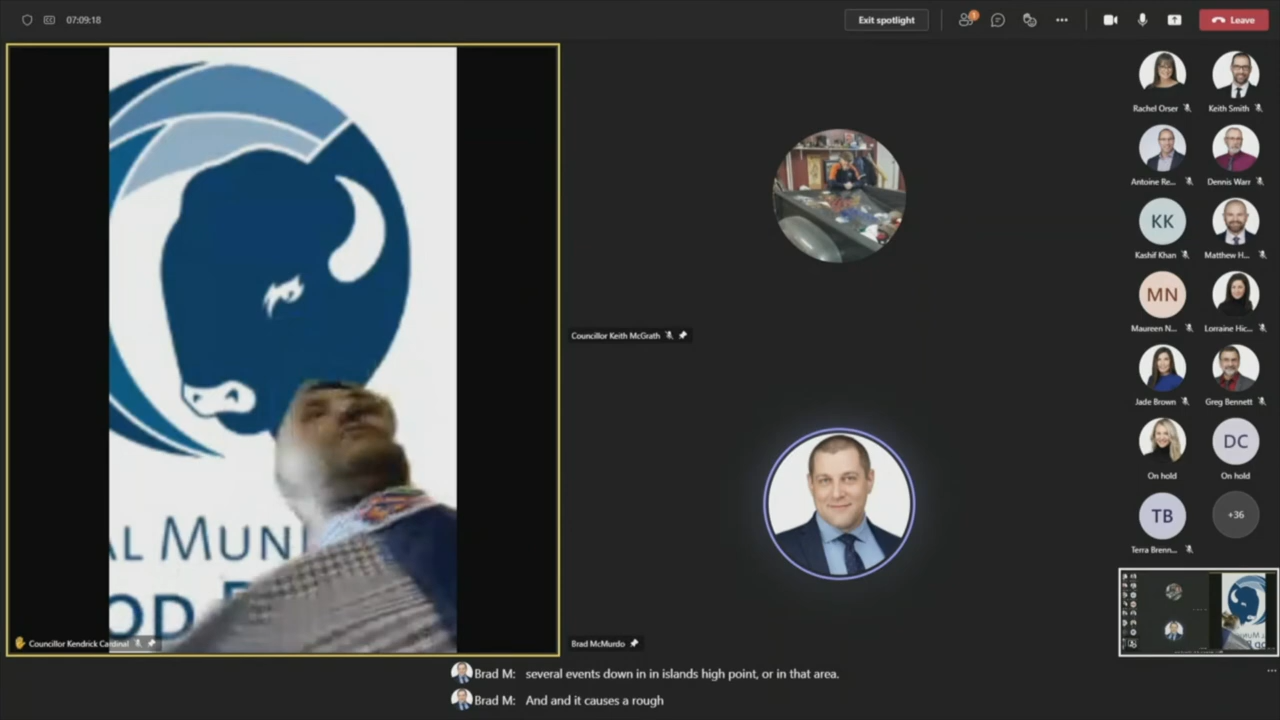 07:09:18
Exit spotlight
1
Leave
Rachel Orser
Keith Smith
Antoine Re...
Dennis Warr
KK
Kashif Khan
Matthew H...
MN
Maureen N...
Lorraine Hic...
Jade Brown
Greg Bennett
DC
On hold
On hold
TB
+36
Terra Brenn...
AL MUNI
OD B
Councillor Kendrick Cardinal
Councillor Keith McGrath
Brad McMurdo
Brad M: several events down in in islands high point, or in that area.
Brad M: And and it causes a rough